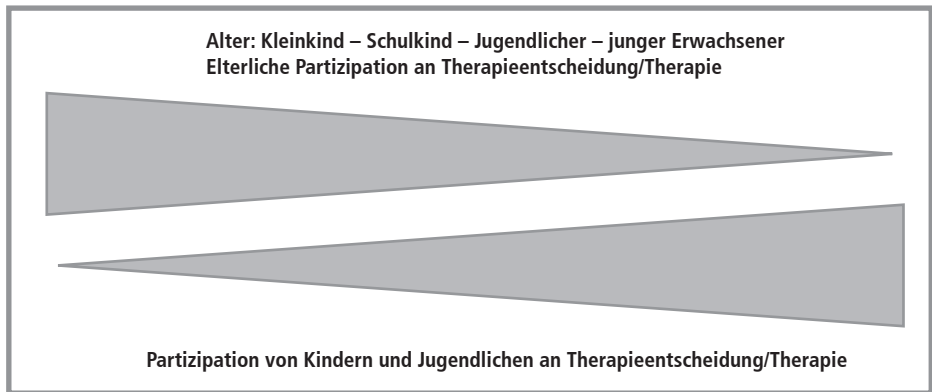 Alter: Kleinkind – Schulkind – Jugendlicher – junger Erwachsener
Elterliche Partizipation an Therapieentscheidung/Therapie
Partizipation von Kindern und Jugendlichen an Therapieentscheidung/Therapie